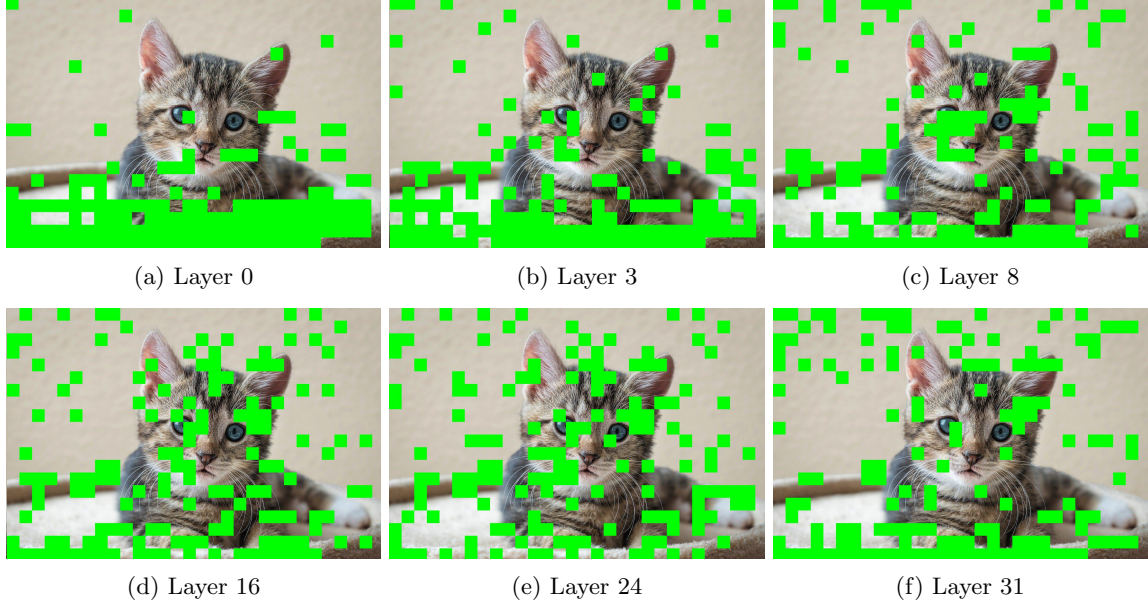 (a) Layer 0
(b) Layer 3
(c) Layer 8
(d) Layer 16
(e) Layer 24
(f) Layer 31